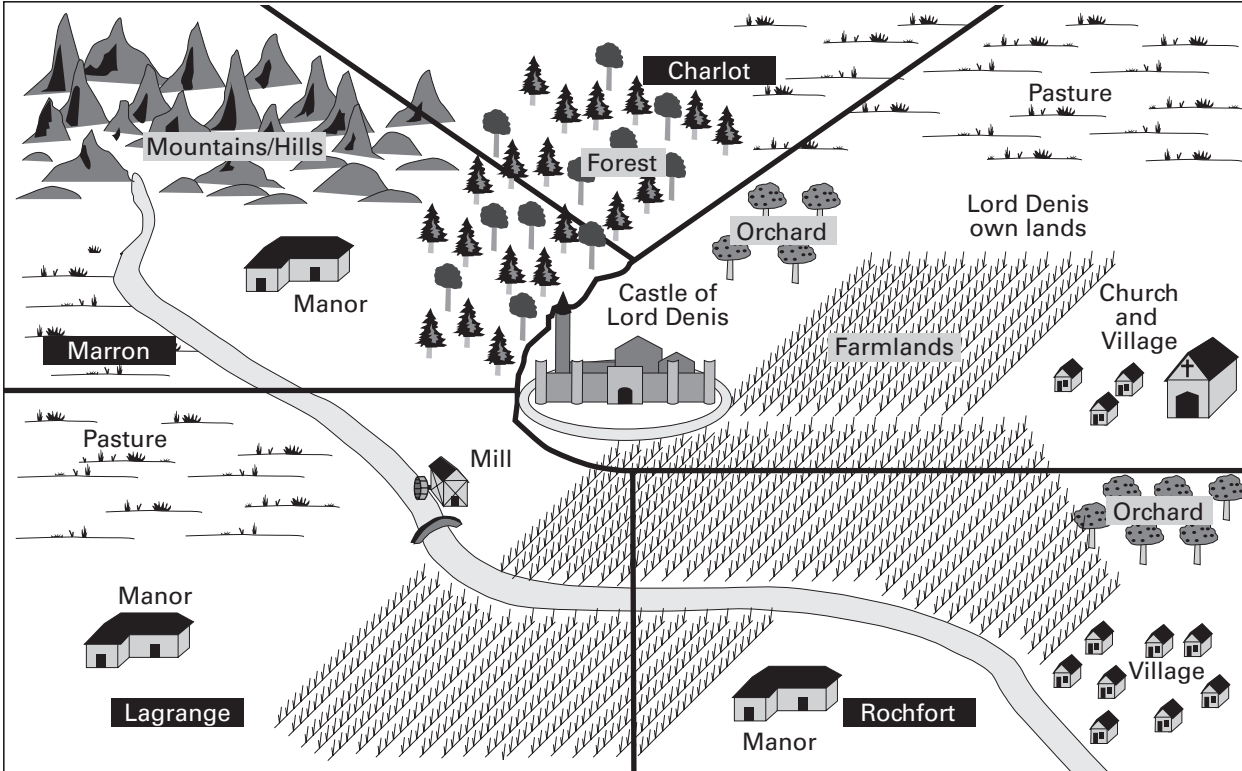 Charlot
Pasture
Mountains/Hills
Forest
Lord Denis
own lands
Orchard
Manor
Castle of
Lord Denis
Church
and
Village
Marron
Farmlands
Pasture
Mill
Orchard
Manor
Lagrange
Village
Rochfort
Manor